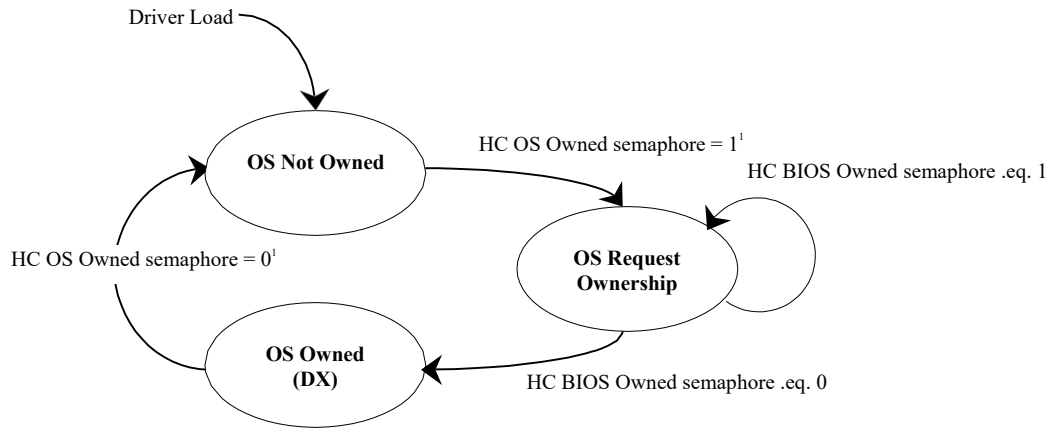 Driver Load
OS Not Owned
HC OS Owned semaphore = 1¹
HC BIOS Owned semaphore .eq. 1
OS Request
Ownership
HC OS Owned semaphore = 0¹
OS Owned
(DX)
HC BIOS Owned semaphore .eq. 0